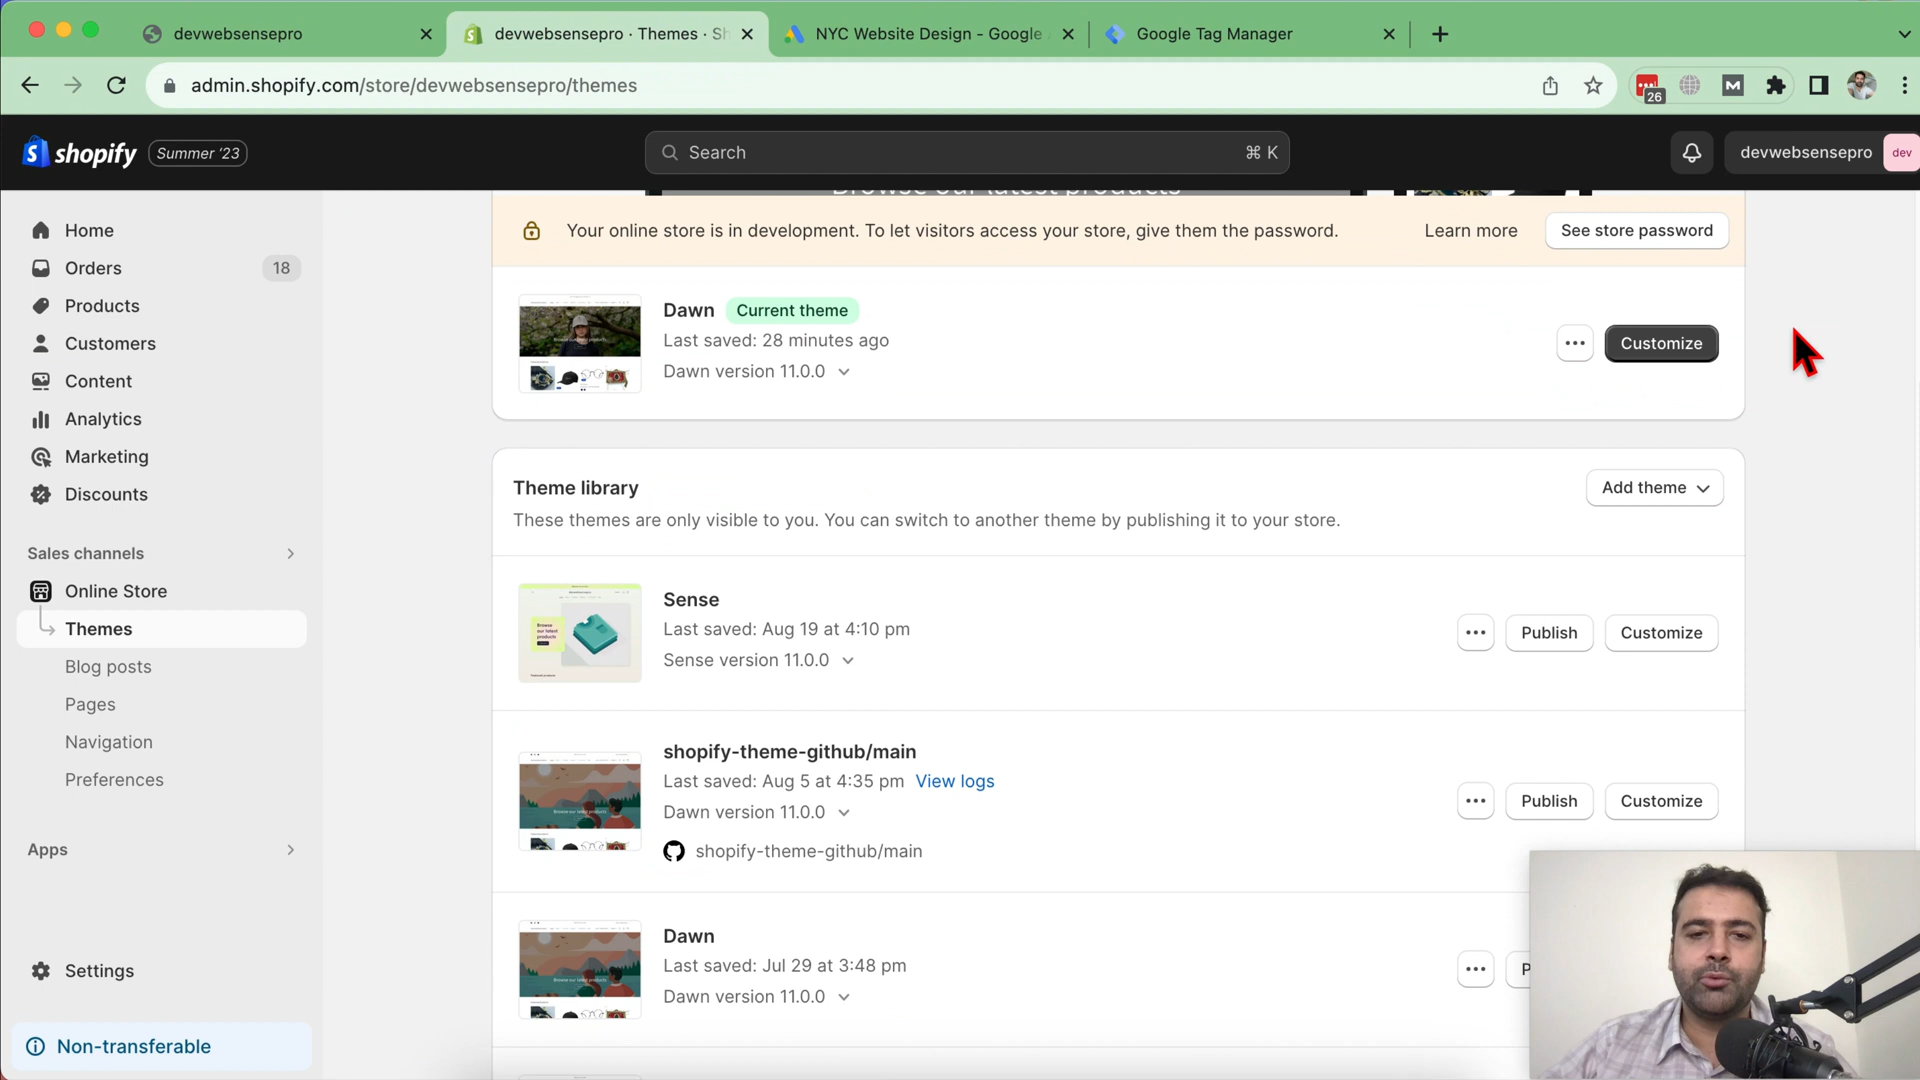 devwebsensepro
devwebsensepro · Themes · Sh
NYC Website Design - Google
Google Tag Manager
admin.shopify.com/store/devwebsensepro/themes
26
shopify
Summer '23
Search
⌘ K
devwebsensepro
dev
Home
Orders
18
Products
Customers
Content
Analytics
Marketing
Discounts
Sales channels
Online Store
Themes
Blog posts
Pages
Navigation
Preferences
Apps
Settings
Non-transferable
Browse our latest products
Your online store is in development. To let visitors access your store, give them the password.
Learn more
See store password
Dawn
Current theme
Last saved: 28 minutes ago
Dawn version 11.0.0
Customize
Theme library
Add theme
These themes are only visible to you. You can switch to another theme by publishing it to your store.
Browse
our latest
products
Sense
Last saved: Aug 19 at 4:10 pm
Sense version 11.0.0
Publish
Customize
shopify-theme-github/main
Last saved: Aug 5 at 4:35 pm View logs
Dawn version 11.0.0
shopify-theme-github/main
Publish
Customize
Dawn
Last saved: Jul 29 at 3:48 pm
Dawn version 11.0.0
P